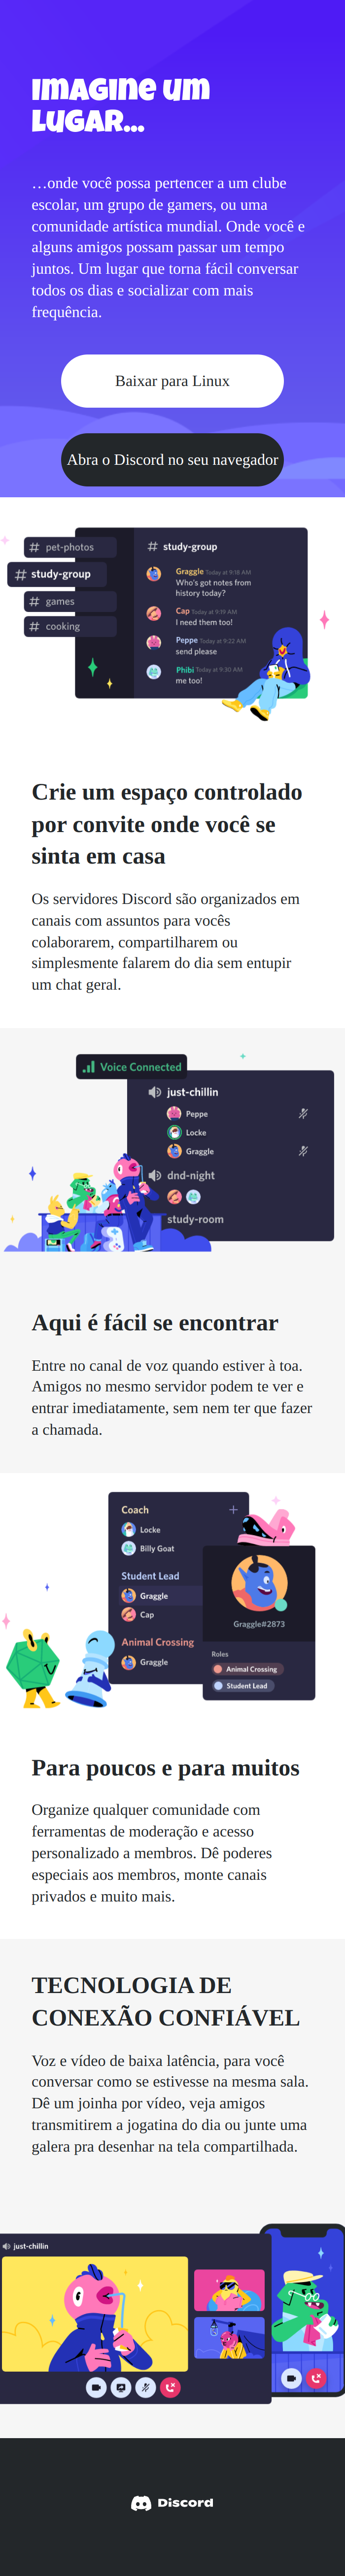 Imagine um
lugar...
…onde você possa pertencer a um clube
escolar, um grupo de gamers, ou uma
comunidade artística mundial. Onde você e
alguns amigos possam passar um tempo
juntos. Um lugar que torna fácil conversar
todos os dias e socializar com mais
frequência.
Baixar para Linux
Abra o Discord no seu navegador
# pet-photos
# study-group
# games
# cooking
# study-group
Graggle Today at 9:18 AM
Who's got notes from
history today?
Cap Today at 9:19 AM
I need them too!
Peppe Today at 9:22 AM
send please
Phibi Today at 9:30 AM
me too!
Crie um espaço controlado
por convite onde você se
sinta em casa
Os servidores Discord são organizados em
canais com assuntos para vocês
colaborarem, compartilharem ou
simplesmente falarem do dia sem entupir
um chat geral.
Voice Connected
just-chillin
Peppe
Locke
Graggle
dnd-night
study-room
Aqui é fácil se encontrar
Entre no canal de voz quando estiver à toa.
Amigos no mesmo servidor podem te ver e
entrar imediatamente, sem nem ter que fazer
a chamada.
Coach +
Locke
Billy Goat
Student Lead
Graggle
Cap
Animal Crossing
Graggle
Graggle#2873
Roles
Animal Crossing
Student Lead
Para poucos e para muitos
Organize qualquer comunidade com
ferramentas de moderação e acesso
personalizado a membros. Dê poderes
especiais aos membros, monte canais
privados e muito mais.
TECNOLOGIA DE
CONEXÃO CONFIÁVEL
Voz e vídeo de baixa latência, para você
conversar como se estivesse na mesma sala.
Dê um joinha por vídeo, veja amigos
transmitirem a jogatina do dia ou junte uma
galera pra desenhar na tela compartilhada.
just-chillin
Discord